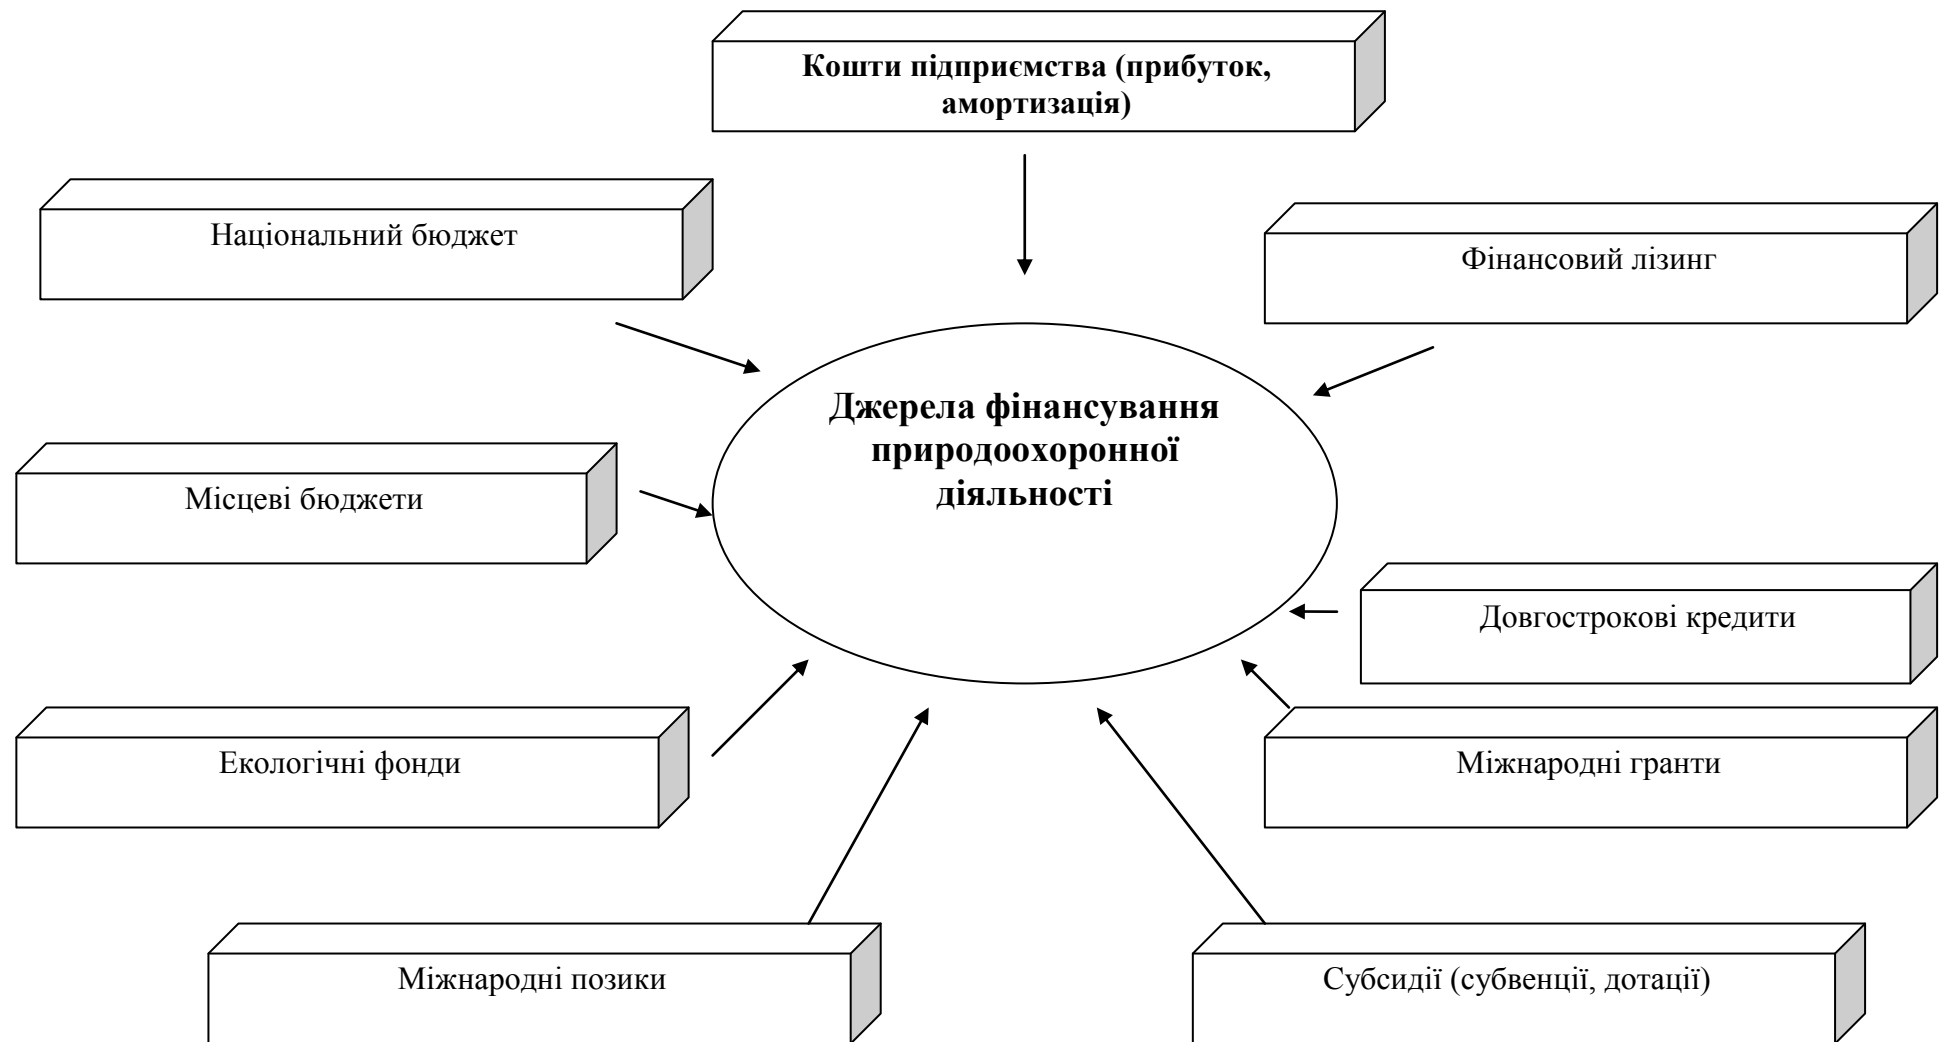 Кошти підприємства (прибуток,
амортизація)
Національний бюджет
Фінансовий лізинг
Джерела фінансування
природоохоронної
діяльності
Місцеві бюджети
Довгострокові кредити
Екологічні фонди
Міжнародні гранти
Міжнародні позики
Субсидії (субвенції, дотації)